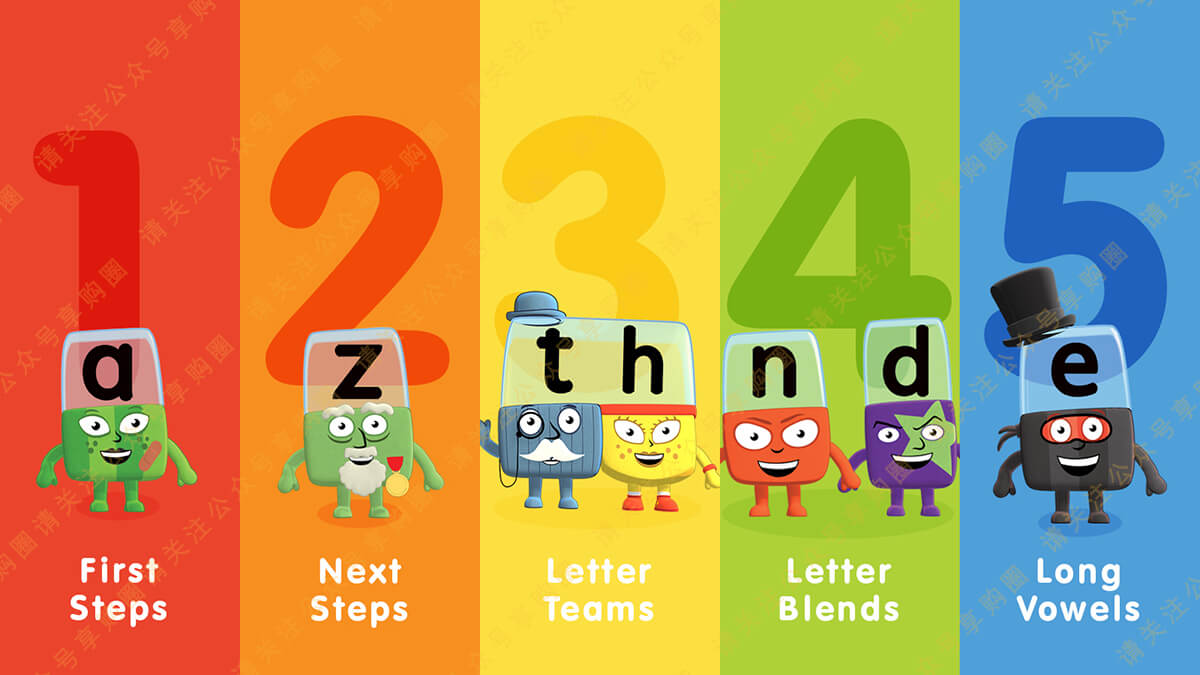 1
2
3
4
5
a
z
th
n
d
e
First
Steps
Next
Steps
Letter
Teams
Letter
Blends
Long
Vowels
请关注公众号享购圈